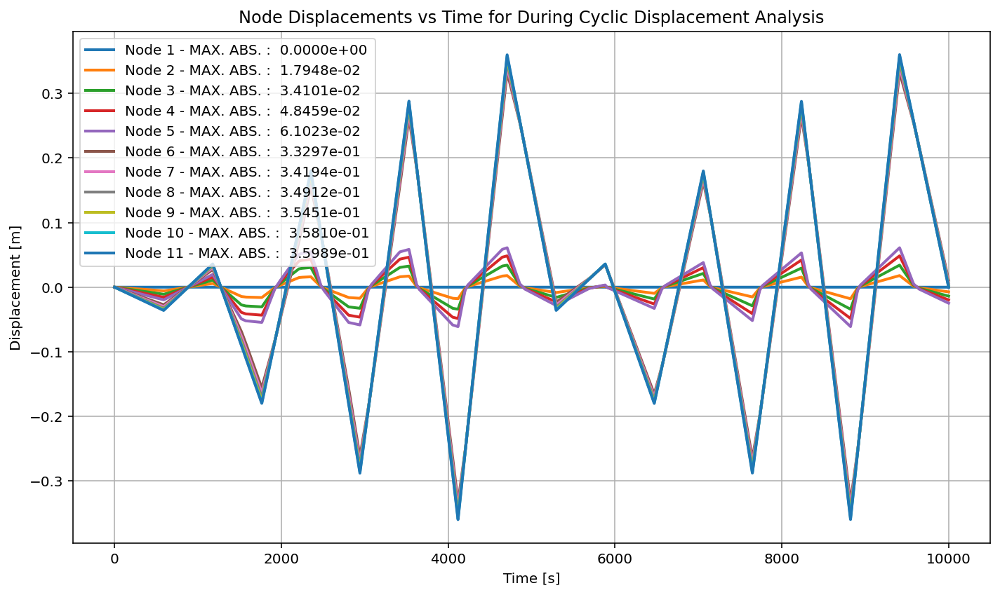 Node Displacements vs Time for During Cyclic Displacement Analysis
Node 1 - MAX. ABS. :  0.0000e+00
Node 2 - MAX. ABS. :  1.7948e-02
Node 3 - MAX. ABS. :  3.4101e-02
Node 4 - MAX. ABS. :  4.8459e-02
Node 5 - MAX. ABS. :  6.1023e-02
Node 6 - MAX. ABS. :  3.3297e-01
Node 7 - MAX. ABS. :  3.4194e-01
Node 8 - MAX. ABS. :  3.4912e-01
Node 9 - MAX. ABS. :  3.5451e-01
Node 10 - MAX. ABS. :  3.5810e-01
Node 11 - MAX. ABS. :  3.5989e-01
Displacement [m]
0.3
0.2
0.1
0.0
−0.1
−0.2
−0.3
0 2000 4000 6000 8000 10000
Time [s]